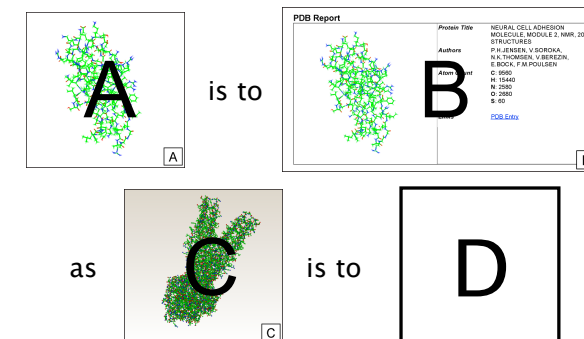 PDB Report
Protein Title NEURAL CELL ADHESION
MOLECULE, MODULE 2, NMR, 20
STRUCTURES
Authors P.H.JENSEN, V.SOROKA,
N.K.THOMSEN, V.BEREZIN,
E.BOCK, F.M.POULSEN
Atom Count C: 9560
H: 15440
N: 2580
O: 2880
S: 60
PDB Entry
A is to B
A
as C is to D
C